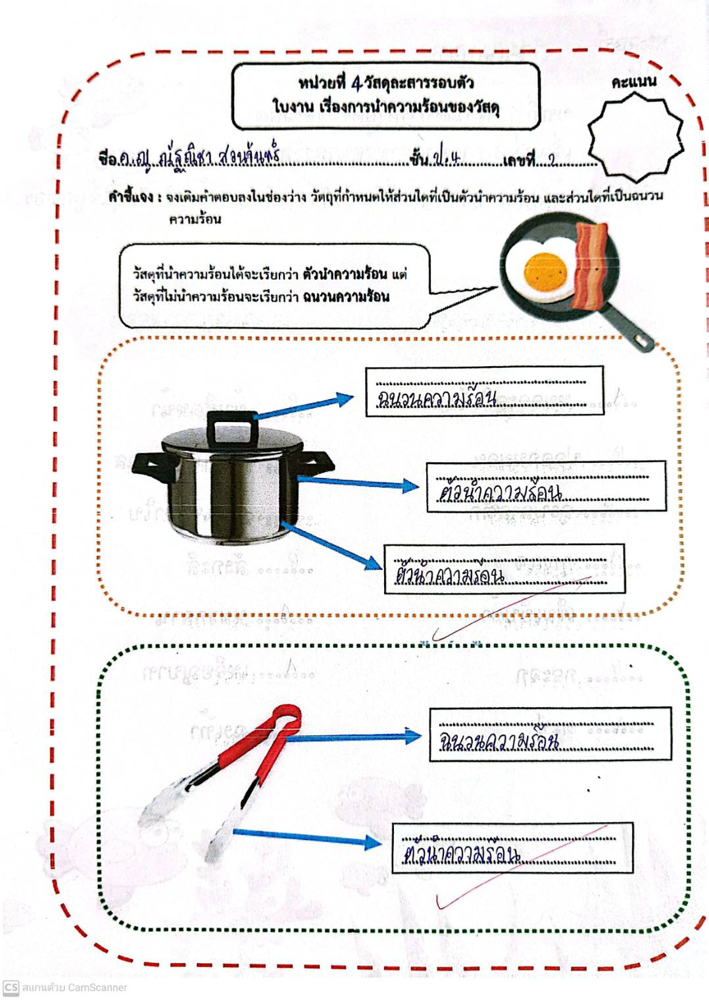 หน่วยที่ 4 วัสดุละสารรอบตัว
ใบงาน เรื่องการนำความร้อนของวัสดุ
คะแนน
ชื่อ ด.ญ ณัฐณิชา สวนจันทร์ ชั้น ป.4 เลขที่ 2
คำชี้แจง : จงเติมคำตอบลงในช่องว่าง วัตถุที่กำหนดให้ส่วนใดที่เป็นตัวนำความร้อน และส่วนใดที่เป็นฉนวน
ความร้อน
วัสดุที่นำความร้อนได้จะเรียกว่า ตัวนำความร้อน แต่
วัสดุที่ไม่นำความร้อนจะเรียกว่า ฉนวนความร้อน
ฉนวนความร้อน
ตัวนำความร้อน
ตัวนำความร้อน
ฉนวนความร้อน
ตัวนำความร้อน
CS สแกนด้วย CamScanner